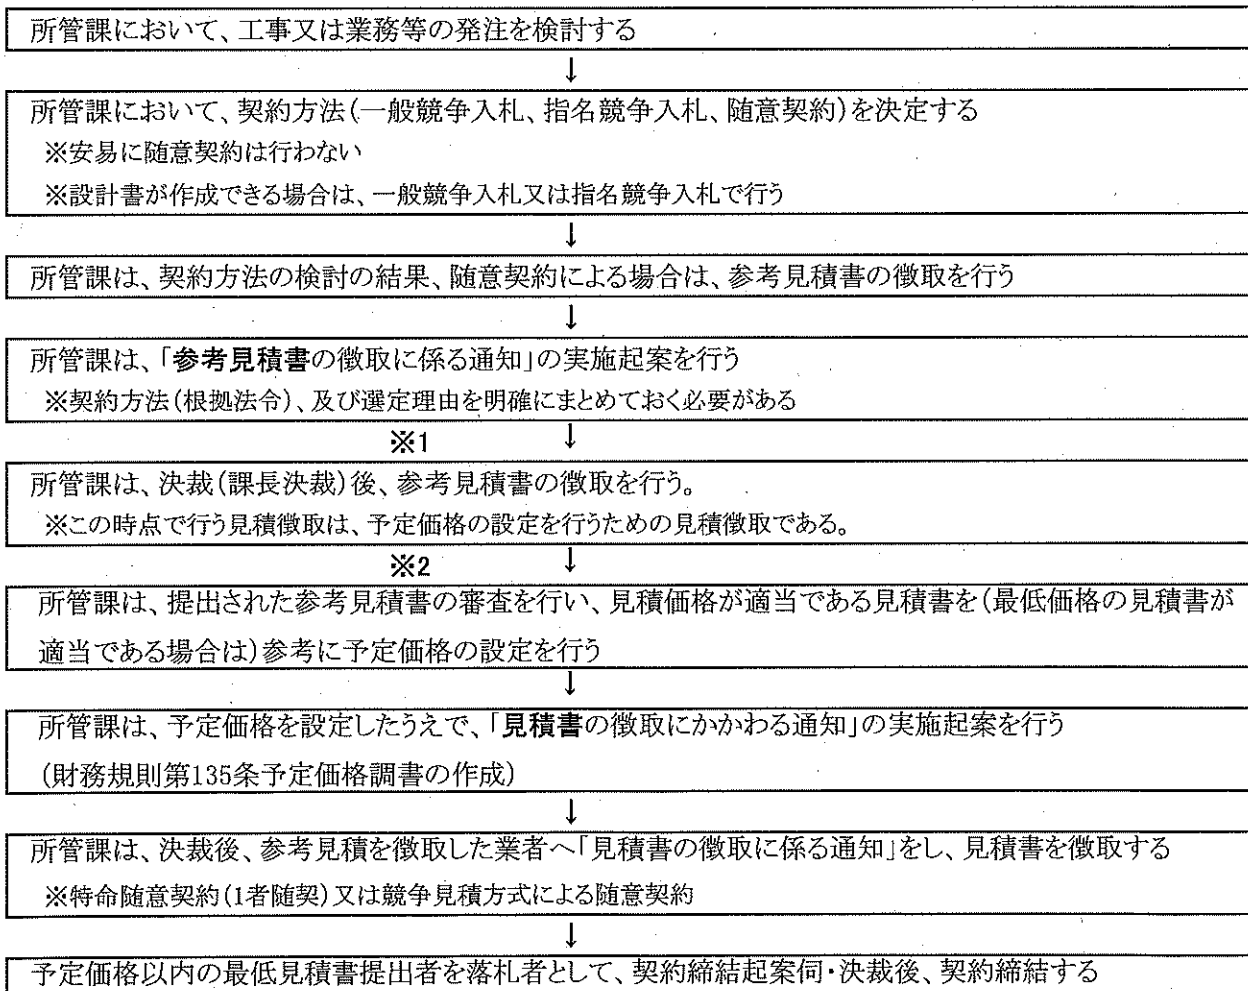 所管課において、工事又は業務等の発注を検討する
↓
所管課において、契約方法(一般競争入札、指名競争入札、随意契約)を決定する
※安易に随意契約は行わない
※設計書が作成できる場合は、一般競争入札又は指名競争入札で行う
↓
所管課は、契約方法の検討の結果、随意契約による場合は、参考見積書の徴取を行う
↓
所管課は、「参考見積書の徴取に係る通知」の実施起案を行う
※契約方法(根拠法令)、及び選定理由を明確にまとめておく必要がある
※1 ↓
所管課は、決裁(課長決裁)後、参考見積書の徴取を行う。
※この時点で行う見積徴取は、予定価格の設定を行うための見積徴取である。
※2 ↓
所管課は、提出された参考見積書の審査を行い、見積価格が適当である見積書を(最低価格の見積書が
適当である場合は)参考に予定価格の設定を行う
↓
所管課は、予定価格を設定したうえで、「見積書の徴取にかかわる通知」の実施起案を行う
(財務規則第135条予定価格調書の作成)
↓
所管課は、決裁後、参考見積を徴取した業者へ「見積書の徴取に係る通知」をし、見積書を徴取する
※特命随意契約(1者随契)又は競争見積方式による随意契約
↓
予定価格以内の最低見積書提出者を落札者として、契約締結起案伺・決裁後、契約締結する